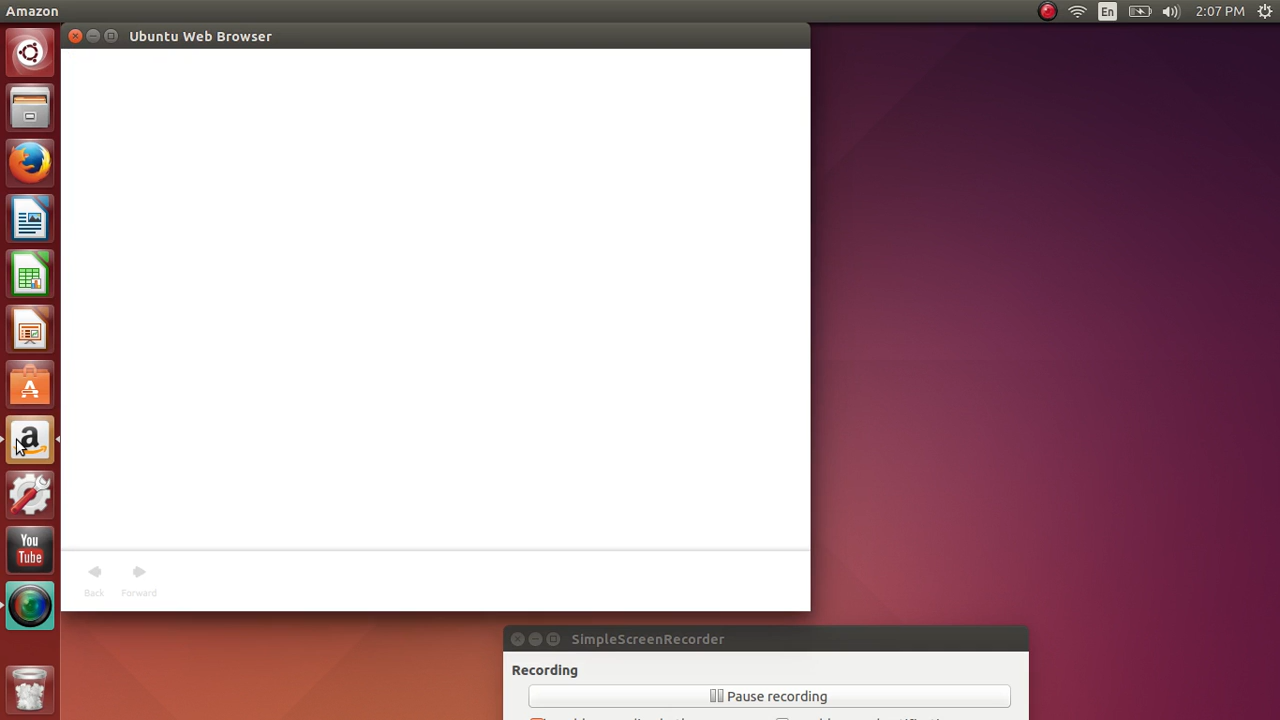 Amazon
En
2:07 PM
Ubuntu Web Browser
a
You
Tube
Back
Forward
SimpleScreenRecorder
Recording
Pause recording